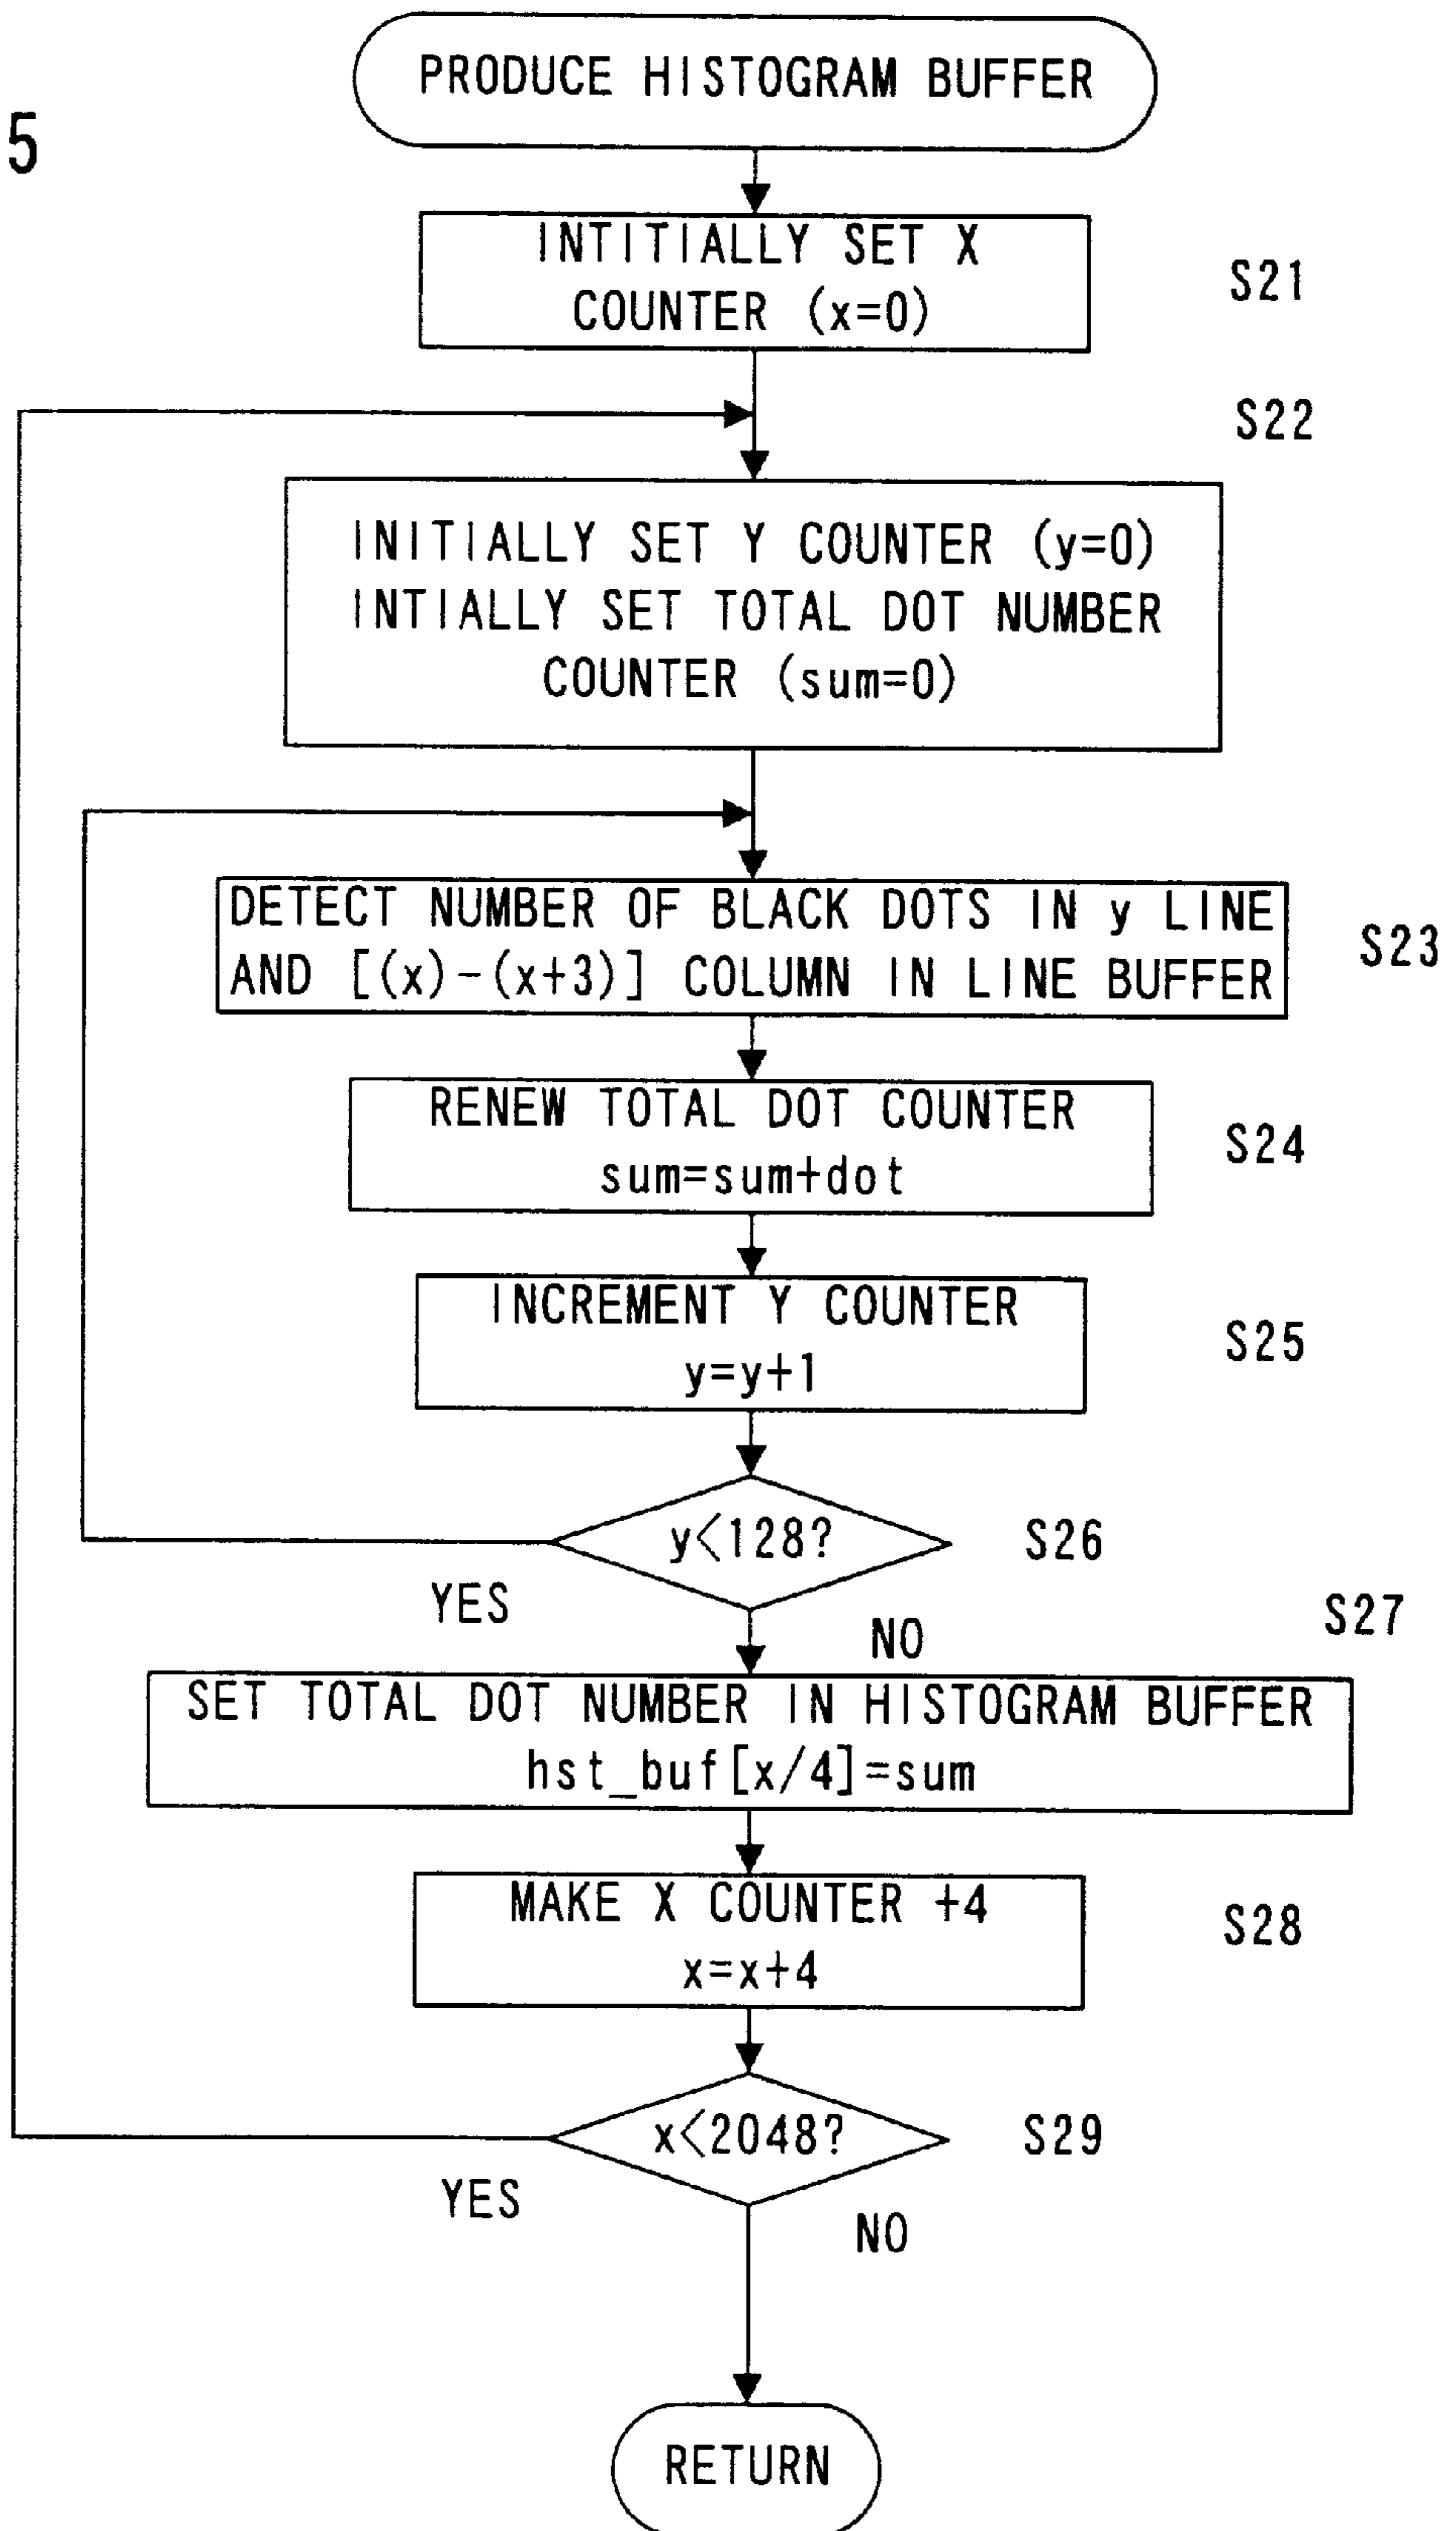 PRODUCE HISTOGRAM BUFFER
5
INTITIALLY SET X
COUNTER (x=0)
S21
S22
INITIALLY SET Y COUNTER (y=0)
INTIALLY SET TOTAL DOT NUMBER
COUNTER (sum=0)
DETECT NUMBER OF BLACK DOTS IN y LINE
AND [(x)-(x+3)] COLUMN IN LINE BUFFER
S23
RENEW TOTAL DOT COUNTER
sum=sum+dot
S24
INCREMENT Y COUNTER
y=y+1
S25
y<128?
S26
YES
NO
S27
SET TOTAL DOT NUMBER IN HISTOGRAM BUFFER
hst_buf[x/4]=sum
MAKE X COUNTER +4
x=x+4
S28
x<2048?
S29
YES
NO
RETURN